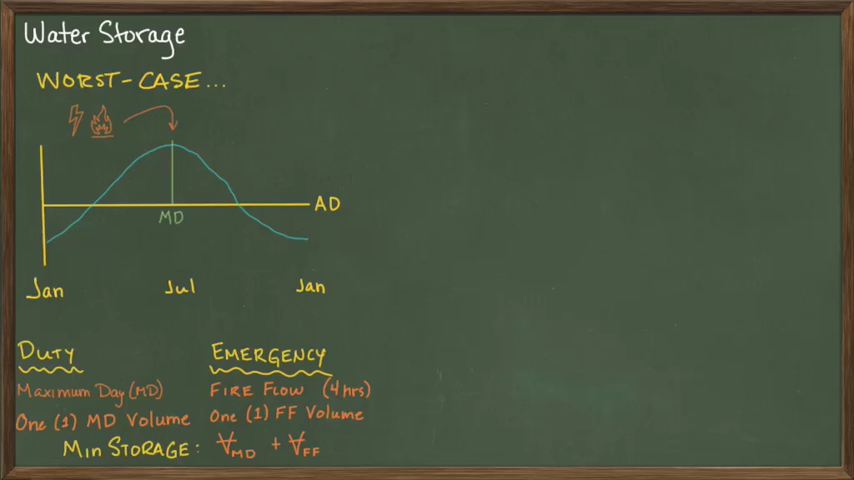 Water Storage
WORST-CASE...
AD
MD
Jan Jul Jan
DUTY
Maximum Day (MD)
One (1) MD Volume
EMERGENCY
FIRE FLOW (4 hrs)
One (1) FF Volume
MIN STORAGE: V̶MD + V̶FF